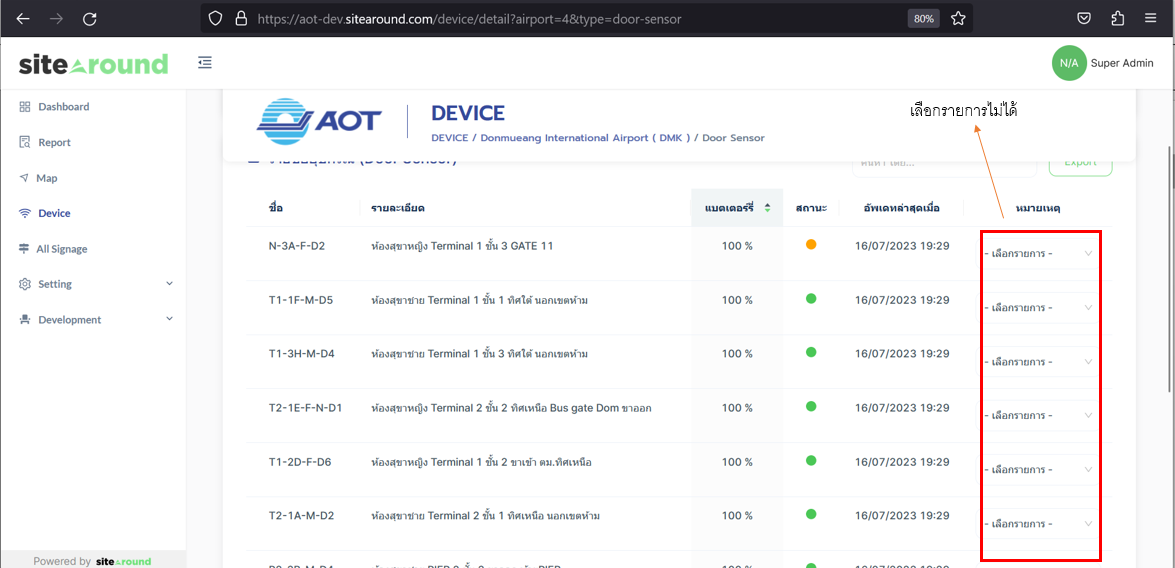 https://aot-dev.sitearound.com/device/detail?airport=4&type=door-sensor
80%
sitearound
N/A
Super Admin
Dashboard
Report
Map
Device
All Signage
Setting
Development
AOT
DEVICE
DEVICE / Donmueang International Airport ( DMK ) / Door Sensor
เลือกรายการไม่ได้
(Door Sensor)
ค้นหา โดย...
Export
ชื่อ รายละเอียด แบตเตอร์รี่ สถานะ อัพเดทล่าสุดเมื่อ หมายเหตุ
N-3A-F-D2 ห้องสุขาหญิง Terminal 1 ชั้น 3 GATE 11 100 % 16/07/2023 19:29 - เลือกรายการ -
T1-1F-M-D5 ห้องสุขาชาย Terminal 1 ชั้น 1 ทิศใต้ นอกเขตห้าม 100 % 16/07/2023 19:29 - เลือกรายการ -
T1-3H-M-D4 ห้องสุขาชาย Terminal 1 ชั้น 3 ทิศใต้ นอกเขตห้าม 100 % 16/07/2023 19:29 - เลือกรายการ -
T2-1E-F-N-D1 ห้องสุขาหญิง Terminal 2 ชั้น 2 ทิศเหนือ Bus gate Dom ขาออก 100 % 16/07/2023 19:29 - เลือกรายการ -
T1-2D-F-D6 ห้องสุขาหญิง Terminal 1 ชั้น 2 ขาเข้า ตม.ทิศเหนือ 100 % 16/07/2023 19:29 - เลือกรายการ -
T2-1A-M-D2 ห้องสุขาชาย Terminal 2 ชั้น 1 ทิศเหนือ นอกเขตห้าม 100 % 16/07/2023 19:29 - เลือกรายการ -
100 % 16/07/2023 19:29
Powered by sitearound